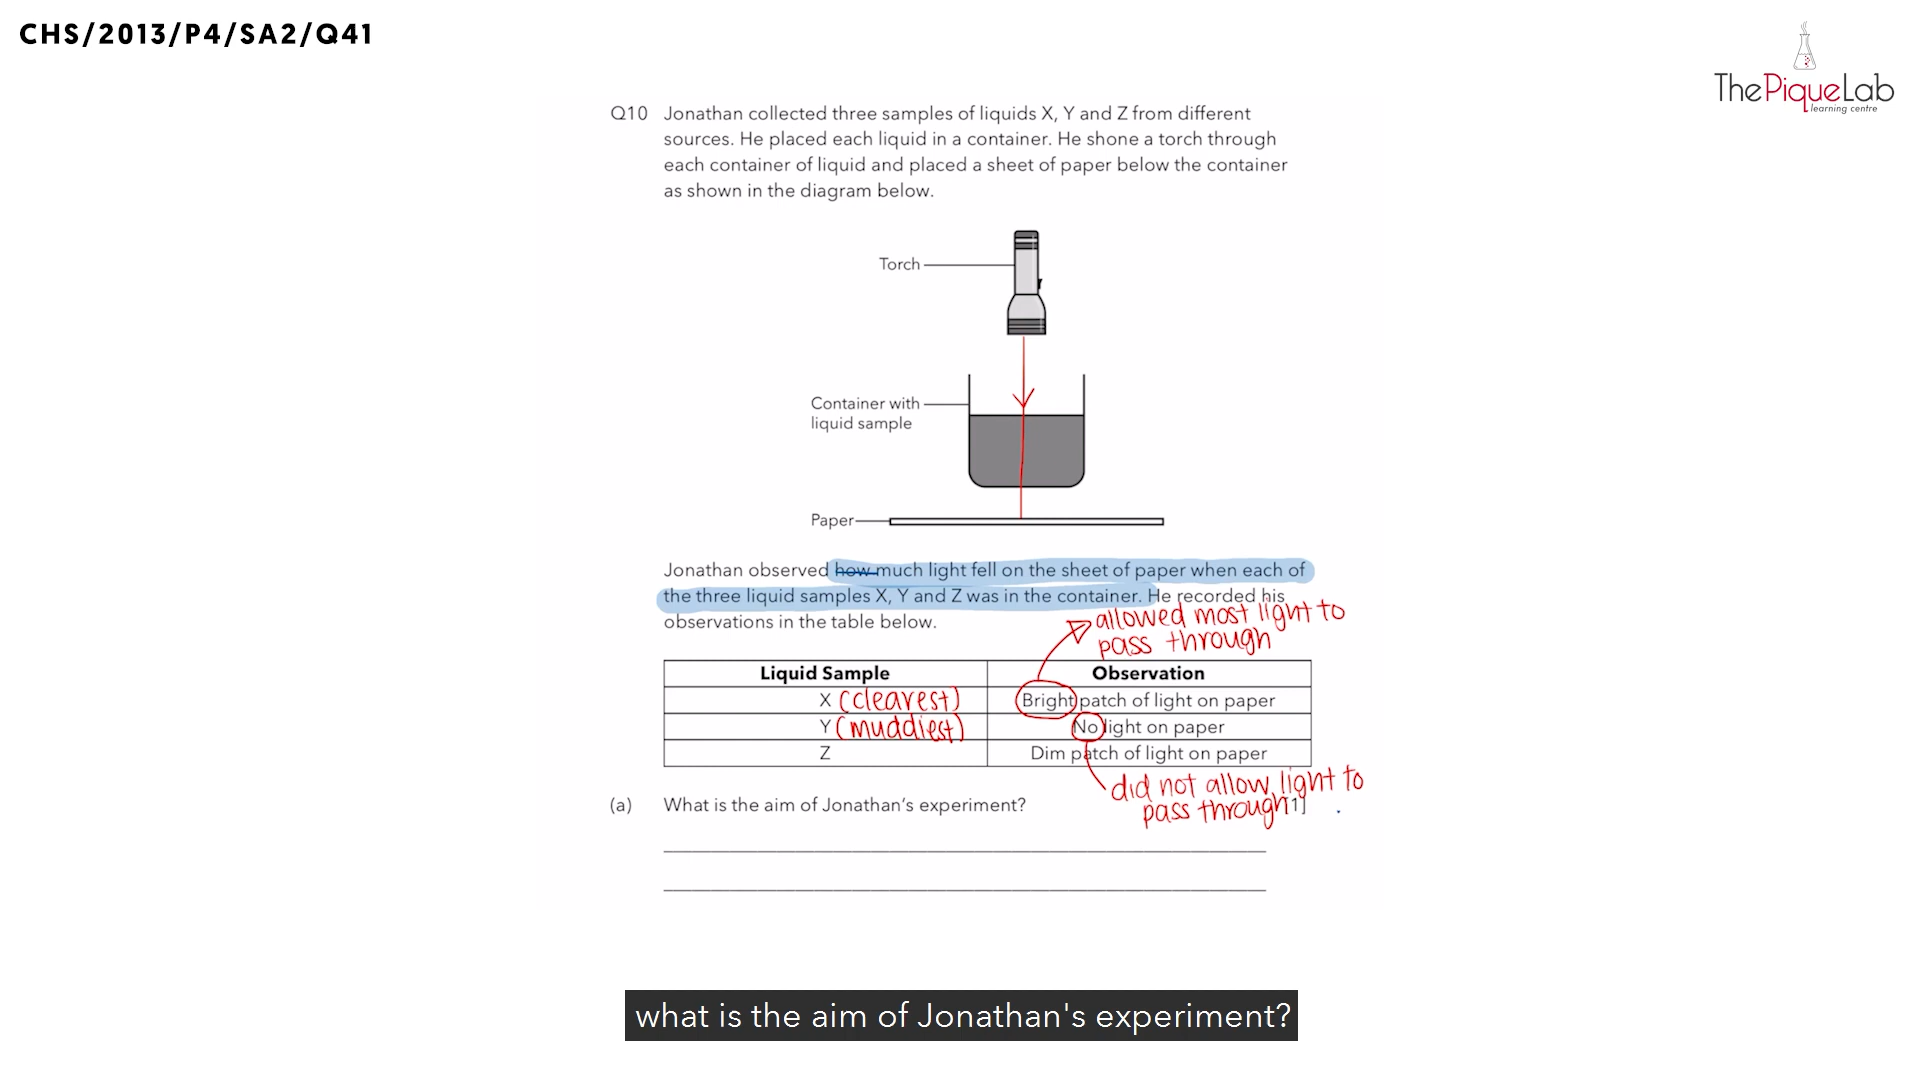 CHS/2013/P4/SA2/Q41
ThePiqueLab
learning centre
Q10 Jonathan collected three samples of liquids X, Y and Z from different
sources. He placed each liquid in a container. He shone a torch through
each container of liquid and placed a sheet of paper below the container
as shown in the diagram below.
Torch
Container with
liquid sample
Paper
Jonathan observed how much light fell on the sheet of paper when each of
the three liquid samples X, Y and Z was in the container. He recorded his
observations in the table below.
allowed most light to
pass through
Liquid Sample Observation
X (clearest) Bright patch of light on paper
Y (muddiest) No light on paper
Z Dim patch of light on paper
did not allow light to
pass through
(a) What is the aim of Jonathan's experiment? [1]
what is the aim of Jonathan's experiment?